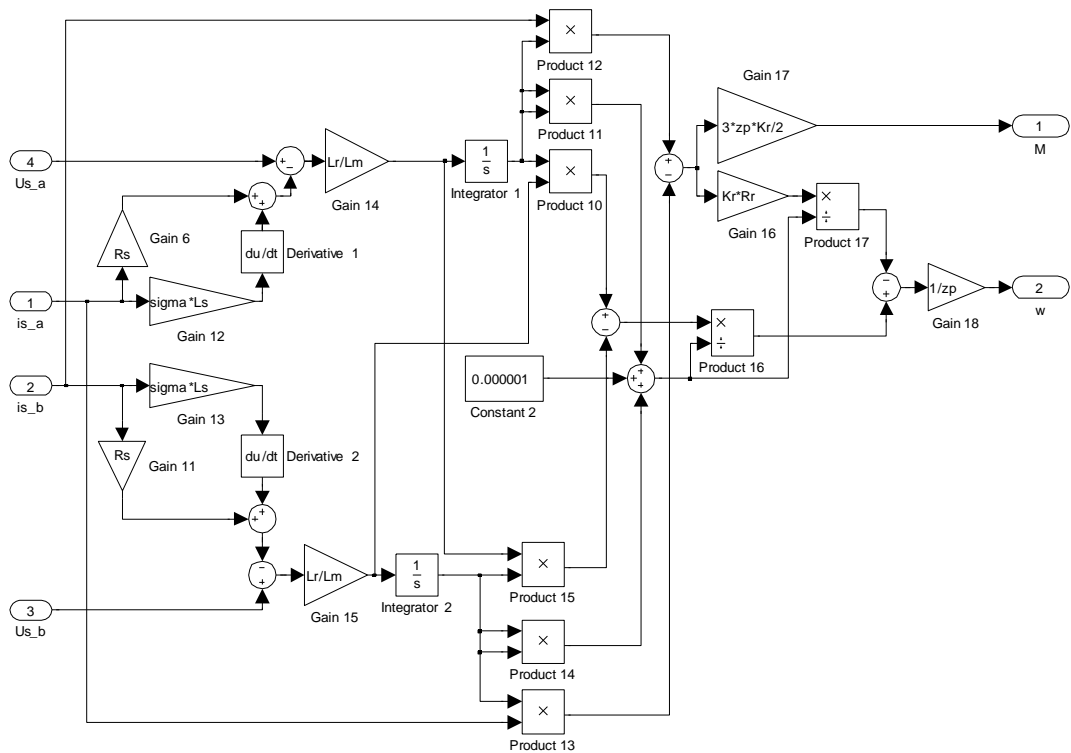 ×
Product 12
Gain 17
×
Product 11
3*zp*Kr/2
1
M
4
Us_a
+
−
Lr/Lm
Gain 14
1
s
Integrator 1
×
Product 10
+
−
Kr*Rr
Gain 16
×
÷
Product 17
+
+
Rs
Gain 6
du/dt
Derivative 1
1
is_a
sigma*Ls
Gain 12
−
+
1/zp
Gain 18
2
w
+
−
×
÷
Product 16
2
is_b
sigma*Ls
Gain 13
0.000001
Constant 2
+
+
+
Rs
Gain 11
du/dt
Derivative 2
+
+
−
+
Lr/Lm
Gain 15
1
s
Integrator 2
×
Product 15
3
Us_b
×
Product 14
×
Product 13